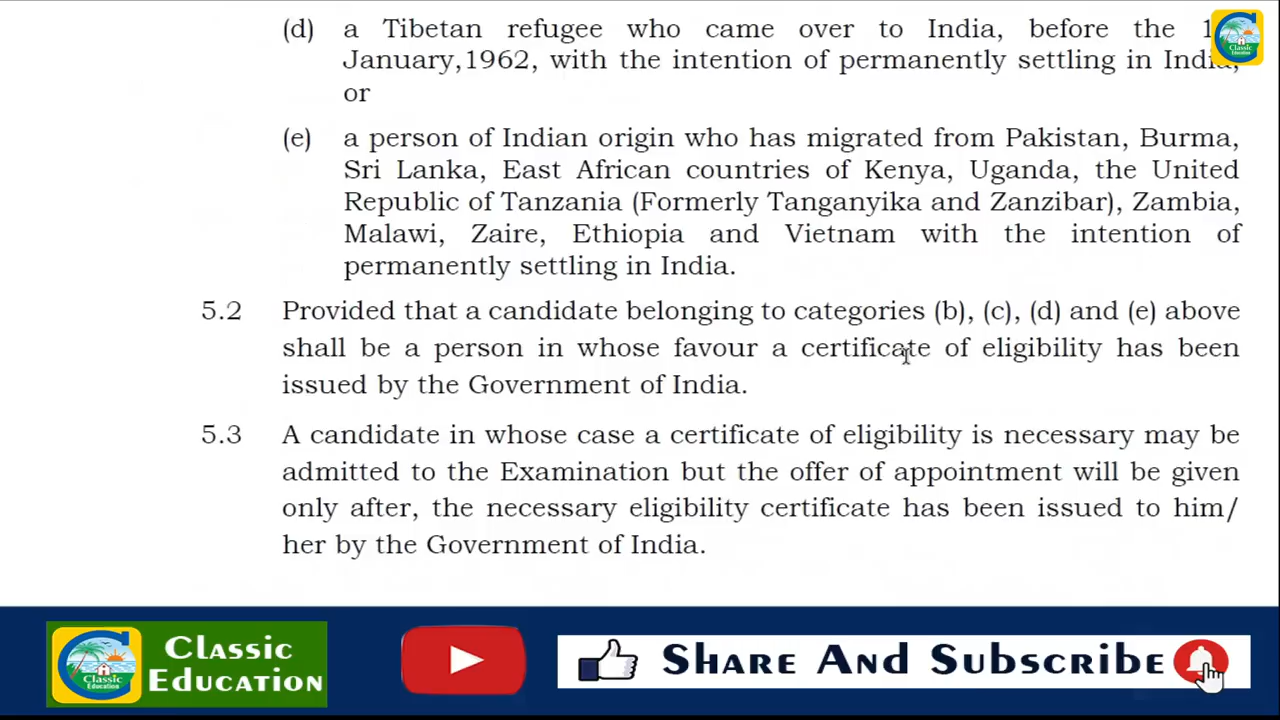 (d) a Tibetan refugee who came over to India, before the
January,1962, with the intention of permanently settling in India,
or
(e) a person of Indian origin who has migrated from Pakistan, Burma,
Sri Lanka, East African countries of Kenya, Uganda, the United
Republic of Tanzania (Formerly Tanganyika and Zanzibar), Zambia,
Malawi, Zaire, Ethiopia and Vietnam with the intention of
permanently settling in India.
5.2 Provided that a candidate belonging to categories (b), (c), (d) and (e) above
shall be a person in whose favour a certificate of eligibility has been
issued by the Government of India.
5.3 A candidate in whose case a certificate of eligibility is necessary may be
admitted to the Examination but the offer of appointment will be given
only after, the necessary eligibility certificate has been issued to him/
her by the Government of India.
Classic
Education
Classic
Education
Classic
Education
Share And Subscribe